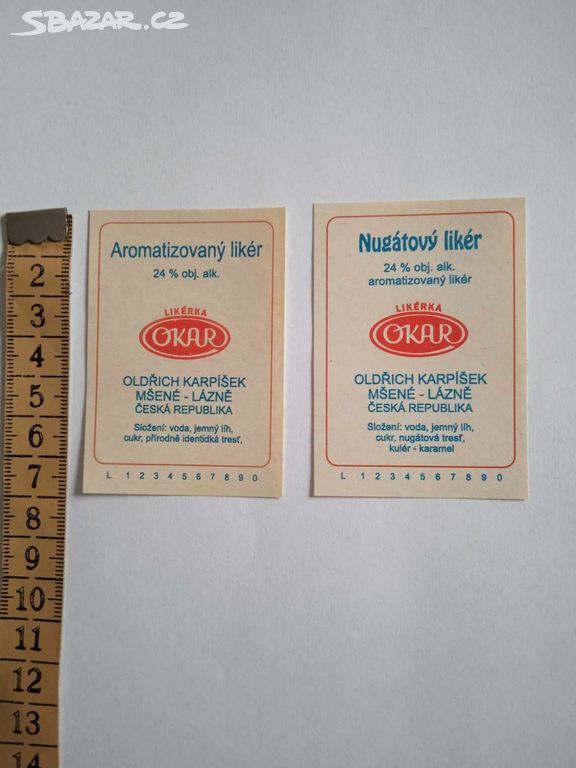 SBAZAR.CZ
Aromatizovaný likér
24 % obj. alk.
LIKÉRKA
OKAR
OLDŘICH KARPÍŠEK
MŠENÉ - LÁZNĚ
ČESKÁ REPUBLIKA
Složení: voda, jemný líh,
cukr, přírodně identidká tresť,
L 1 2 3 4 5 6 7 8 9 0
Nugátový likér
24 % obj. alk.
aromatizovaný likér
LIKÉRKA
OKAR
OLDŘICH KARPÍŠEK
MŠENÉ - LÁZNĚ
ČESKÁ REPUBLIKA
Složení: voda, jemný líh,
cukr, nugátová tresť,
kulér - karamel
L 1 2 3 4 5 6 7 8 9 0
2
3
4
5
6
7
8
9
10
11
12
13
14